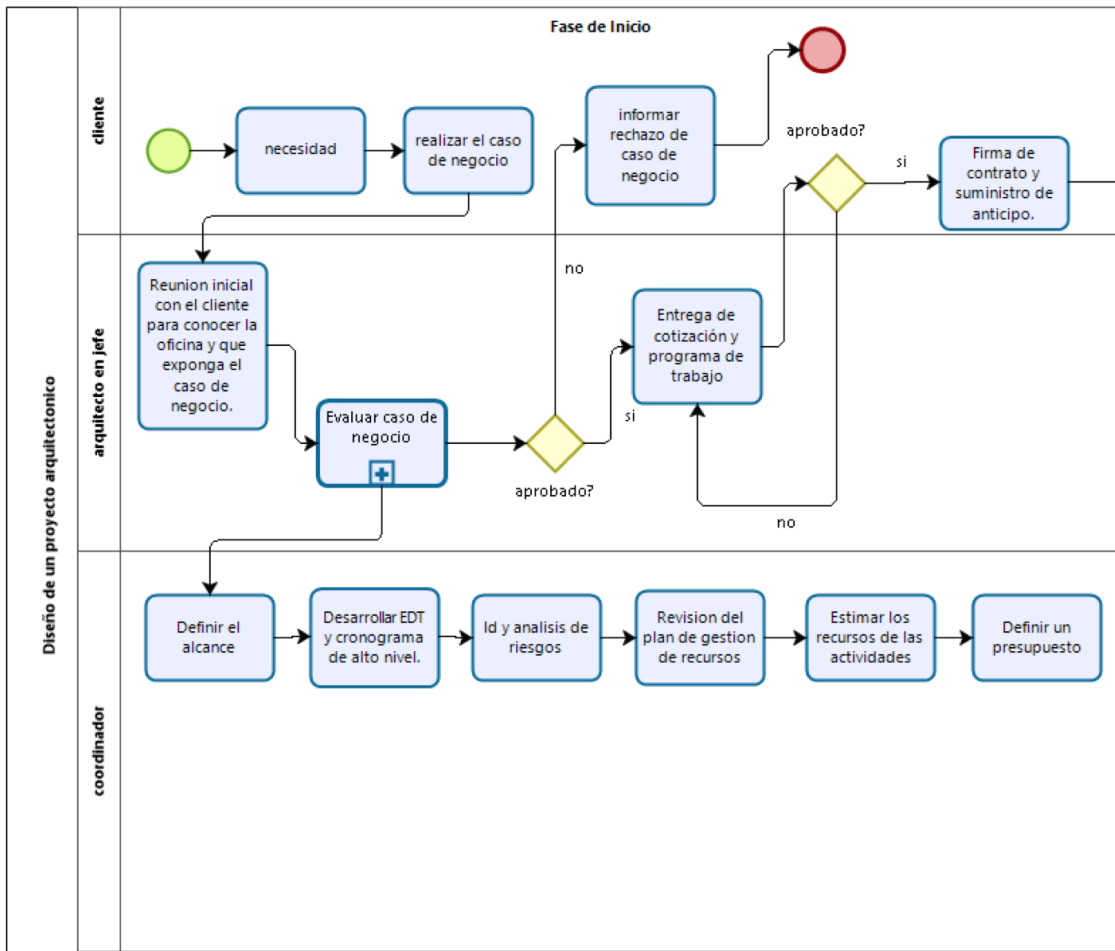 Diseño de un proyecto arquitectonico
Fase de Inicio
cliente
necesidad
realizar el caso
de negocio
informar
rechazo de
caso de
negocio
aprobado?
si
Firma de
contrato y
suministro de
anticipo.
arquitecto en jefe
Reunion inicial
con el cliente
para conocer la
oficina y que
exponga el
caso de
negocio.
Evaluar caso de
negocio
aprobado?
no
si
Entrega de
cotización y
programa de
trabajo
no
coordinador
Definir el
alcance
Desarrollar EDT
y cronograma
de alto nivel.
Id y analisis de
riesgos
Revision del
plan de gestion
de recursos
Estimar los
recursos de las
actividades
Definir un
presupuesto